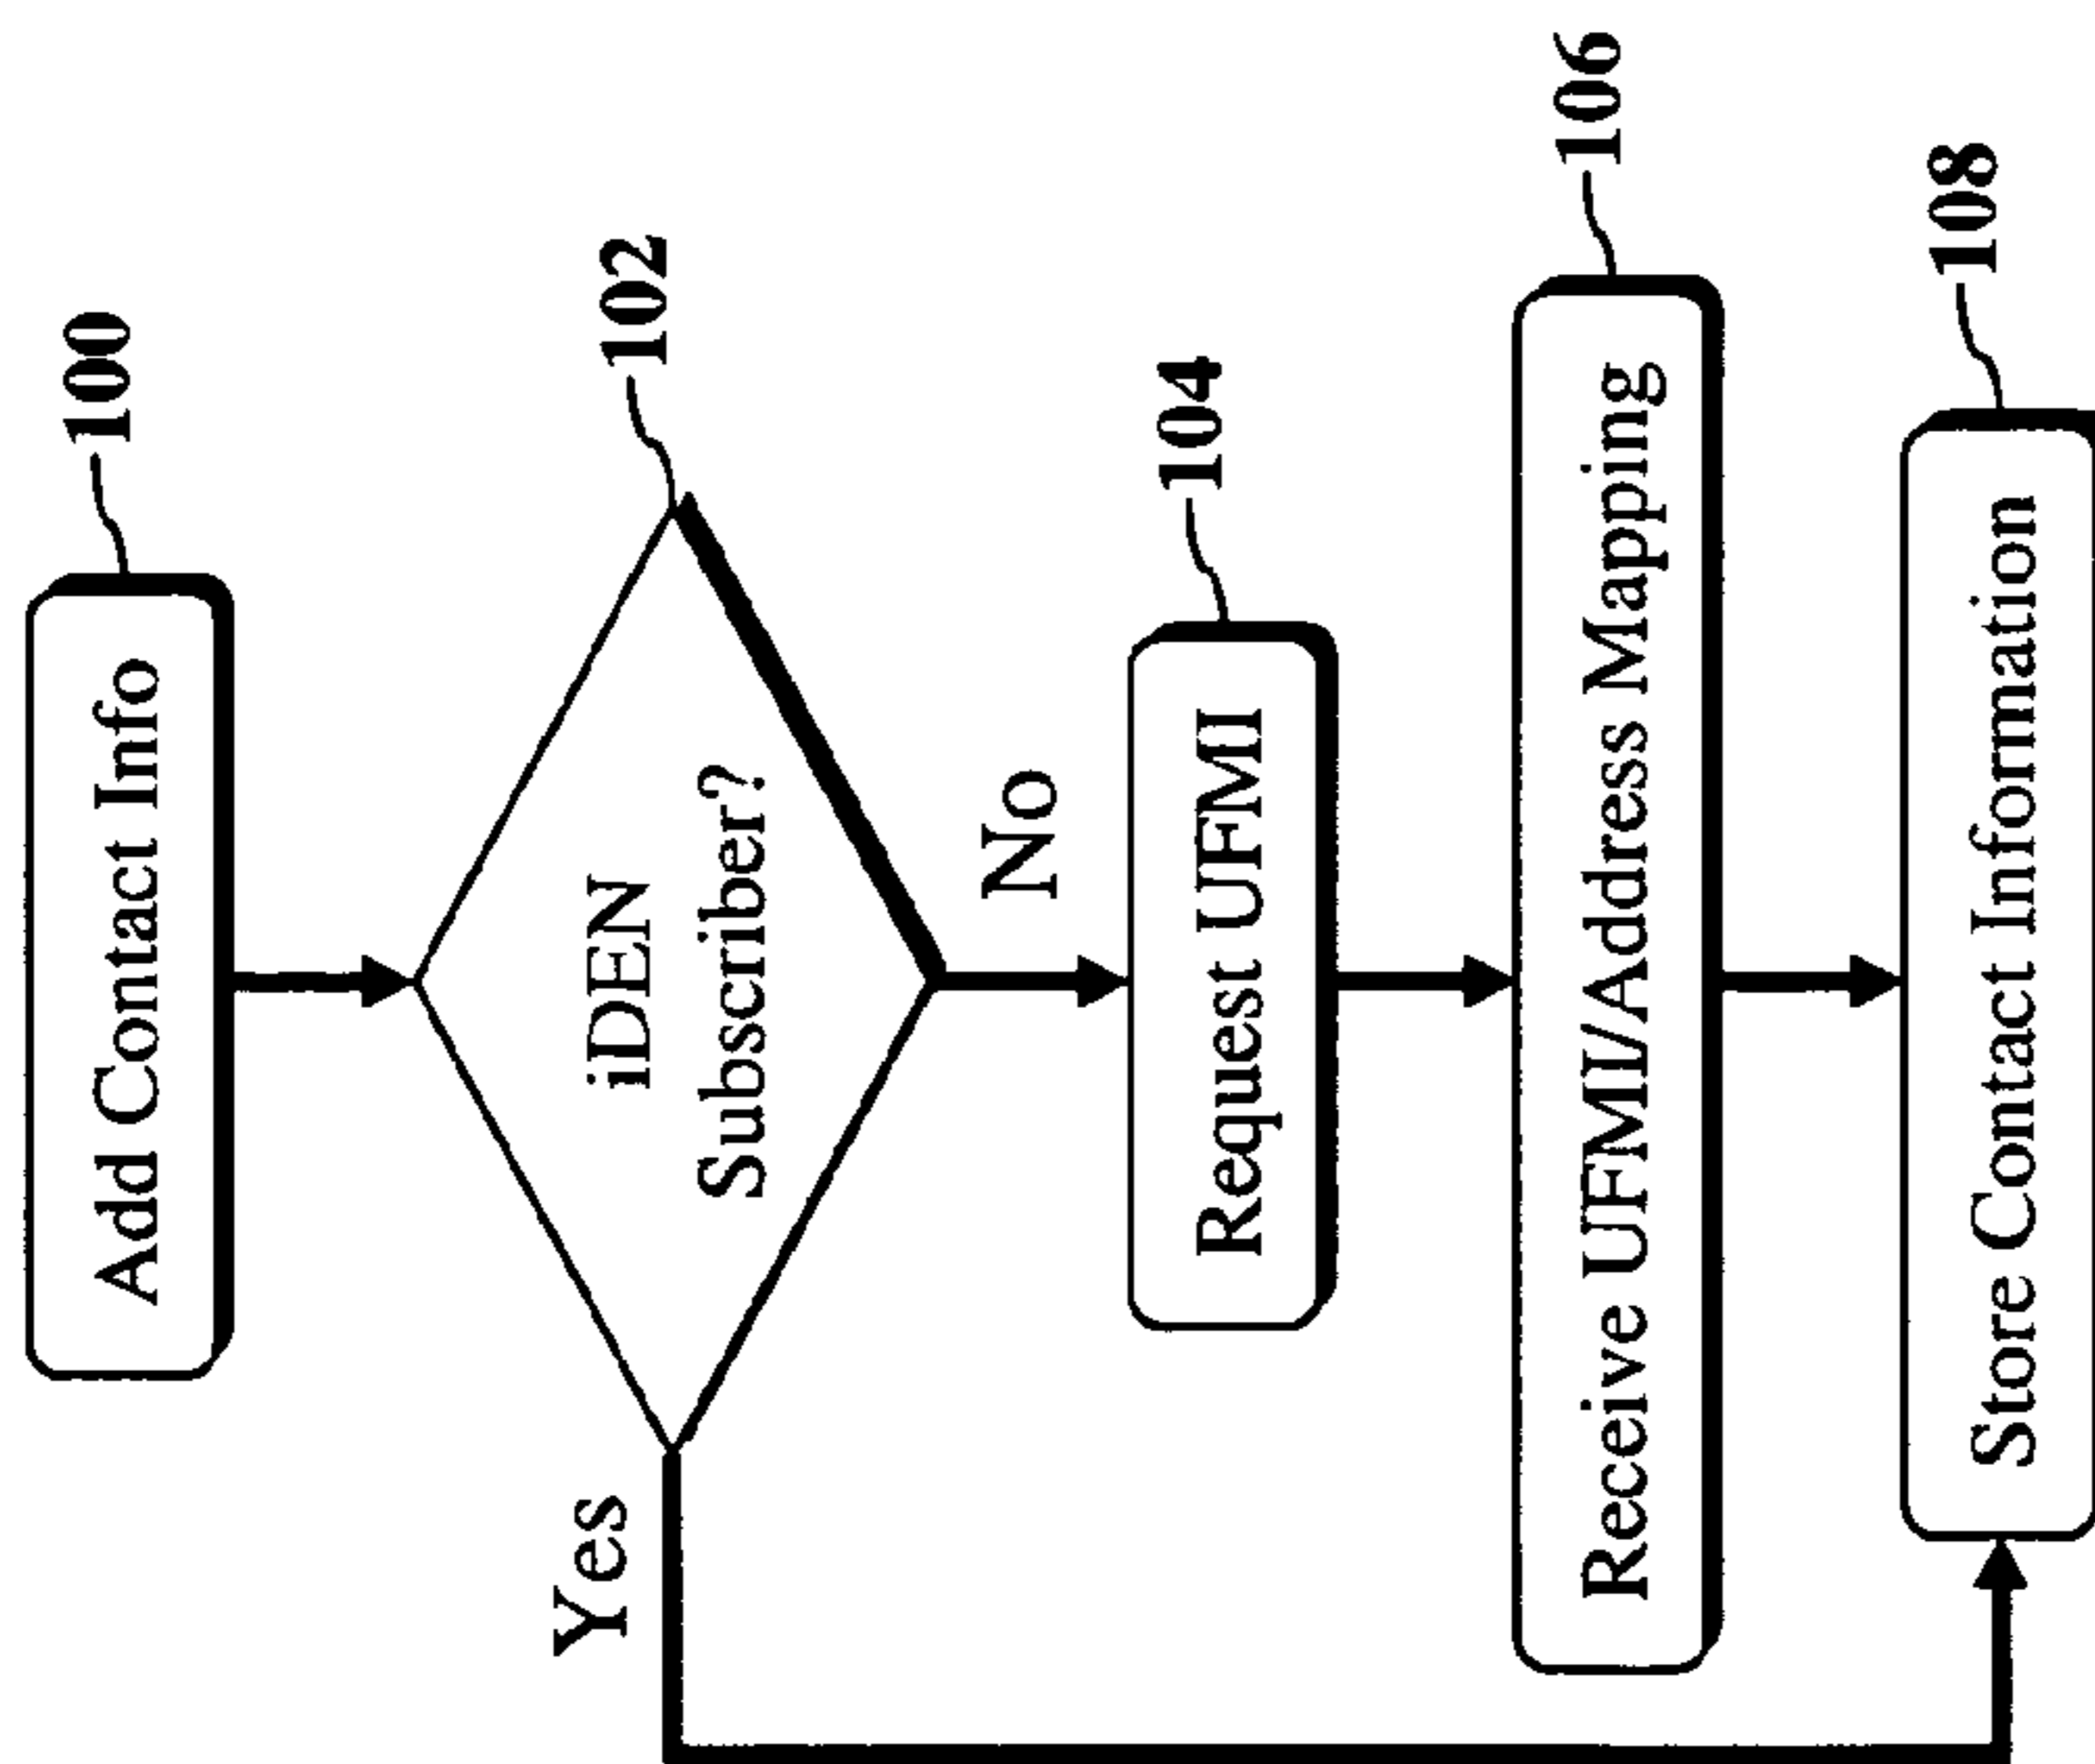 Add Contact Info
100
iDEN
Subscriber?
102
Yes
No
Request UFMI
104
Receive UFMI/Address Mapping
106
Store Contact Information
108